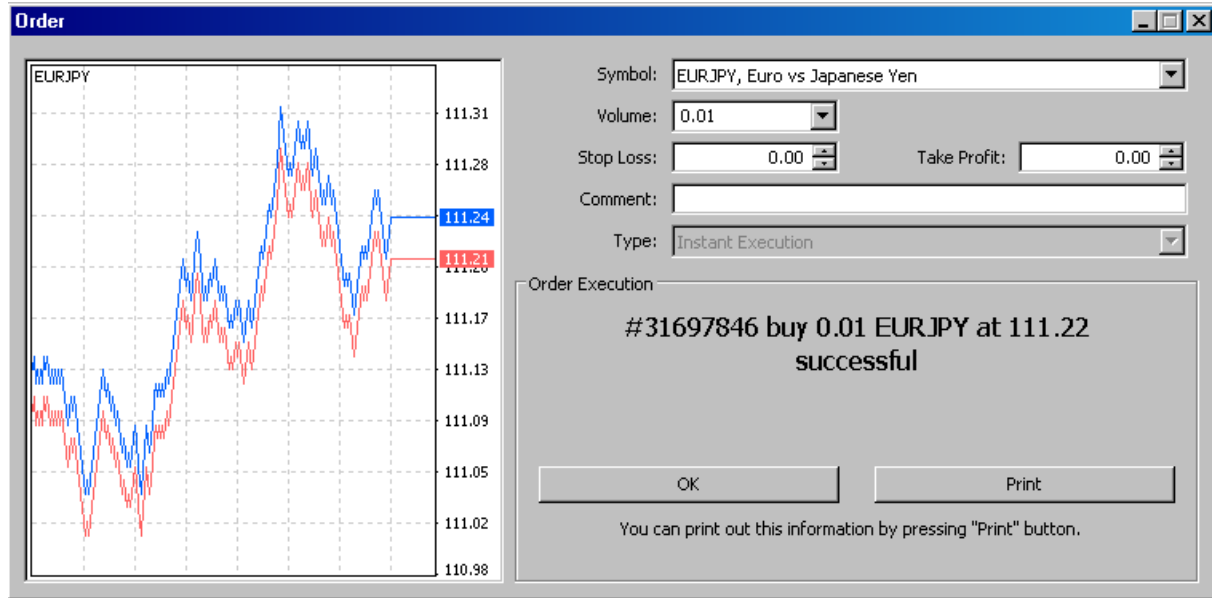 Order
EURJPY
111.31
111.28
111.24
111.21
111.20
111.17
111.13
111.09
111.05
111.02
110.98
Symbol: EURJPY, Euro vs Japanese Yen
Volume: 0.01
Stop Loss: 0.00 Take Profit: 0.00
Comment:
Type: Instant Execution
Order Execution
#31697846 buy 0.01 EURJPY at 111.22
successful
OK Print
You can print out this information by pressing "Print" button.